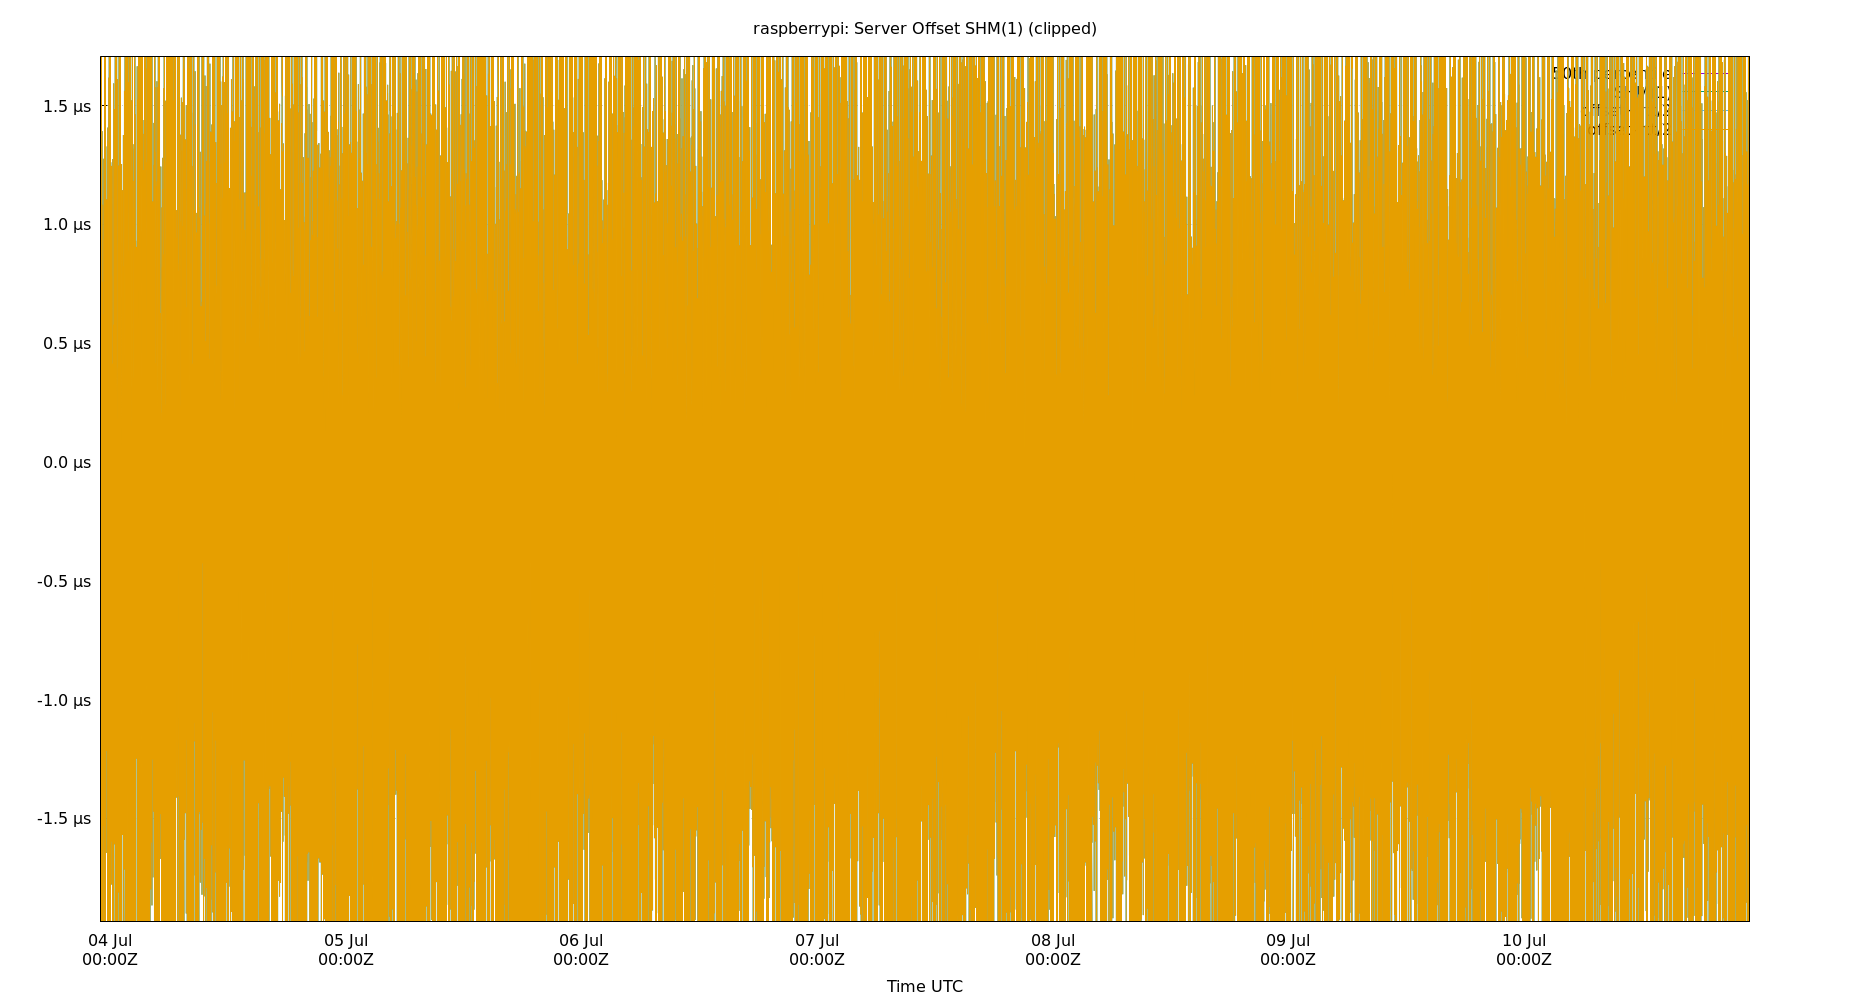 raspberrypi: Server Offset SHM(1) (clipped)
50th percentile
1.5 µs
1.0 µs
0.5 µs
0.0 µs
-0.5 µs
-1.0 µs
-1.5 µs
04 Jul 05 Jul 06 Jul 07 Jul 08 Jul 09 Jul 10 Jul
00:00Z 00:00Z 00:00Z 00:00Z 00:00Z 00:00Z 00:00Z
Time UTC